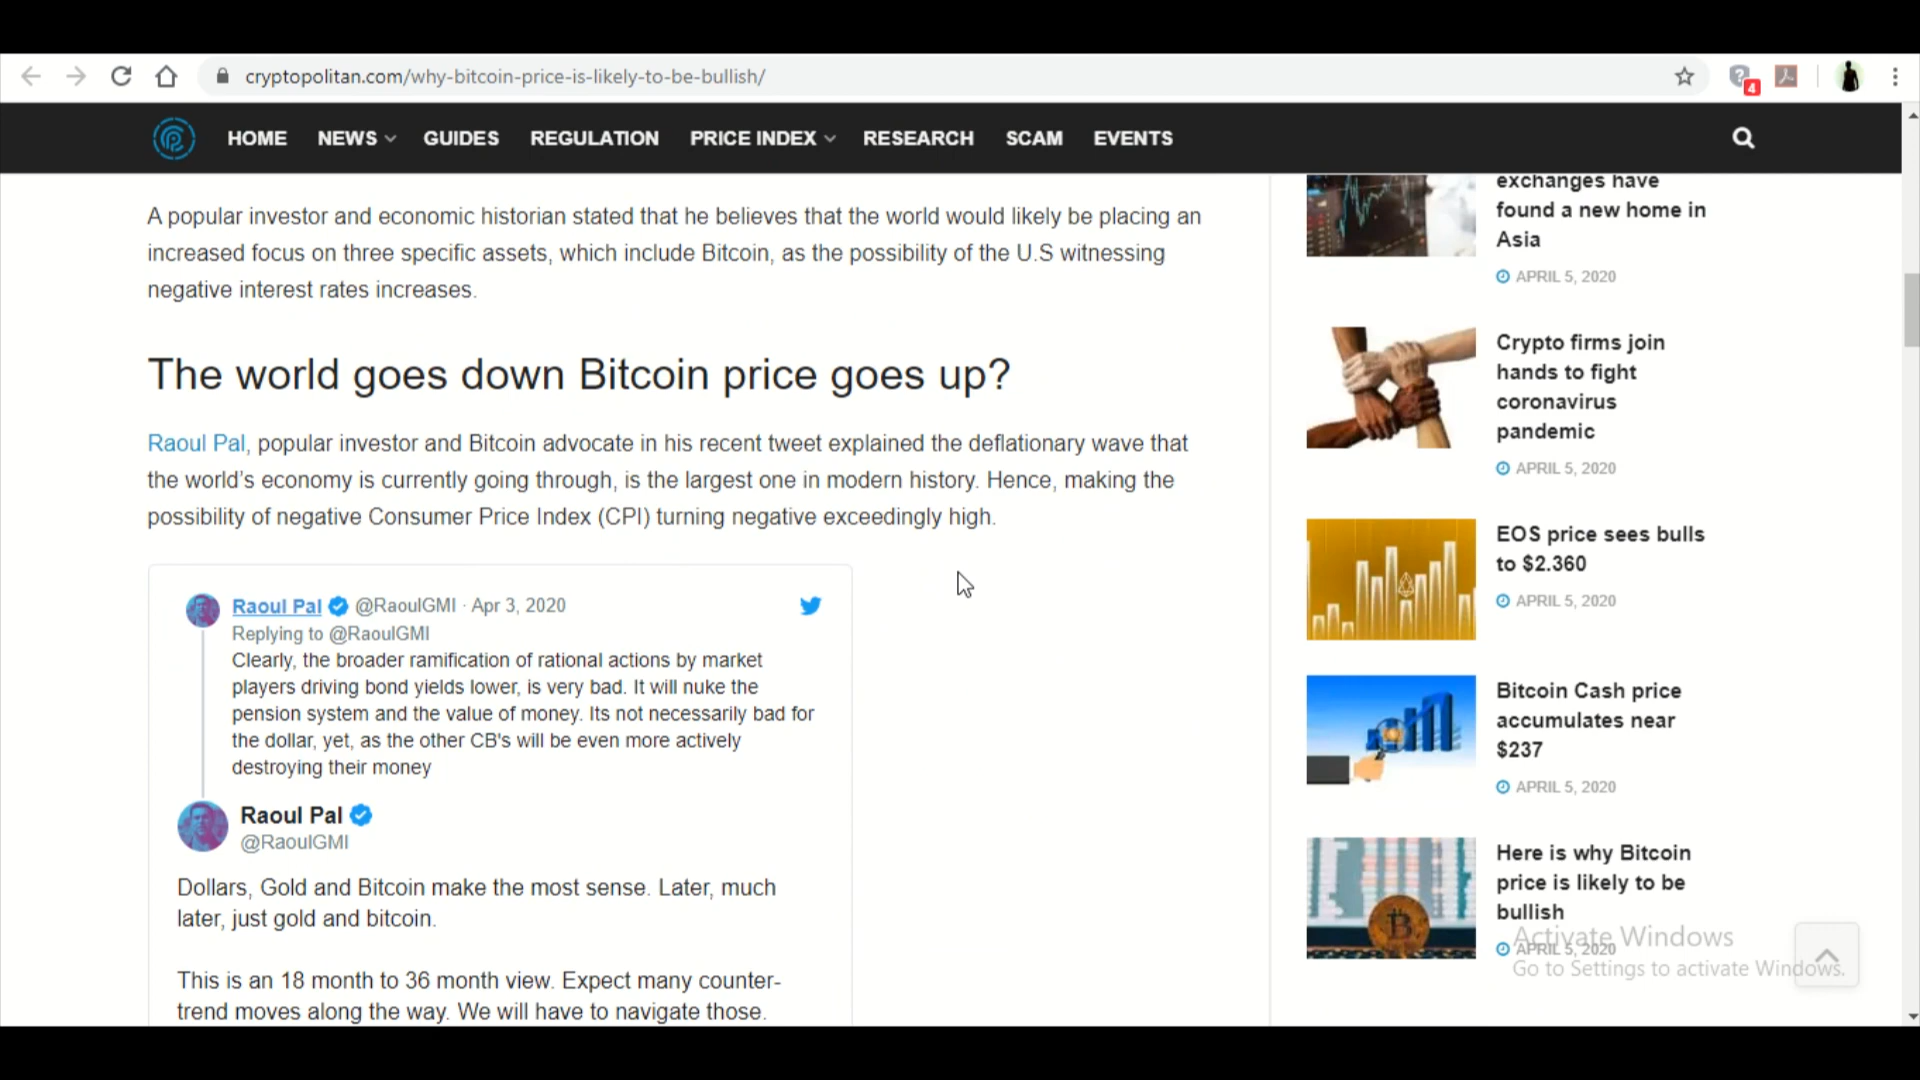 cryptopolitan.com/why-bitcoin-price-is-likely-to-be-bullish/
4
HOME NEWS GUIDES REGULATION PRICE INDEX RESEARCH SCAM EVENTS
A popular investor and economic historian stated that he believes that the world would likely be placing an
increased focus on three specific assets, which include Bitcoin, as the possibility of the U.S witnessing
negative interest rates increases.
The world goes down Bitcoin price goes up?
Raoul Pal, popular investor and Bitcoin advocate in his recent tweet explained the deflationary wave that
the world’s economy is currently going through, is the largest one in modern history. Hence, making the
possibility of negative Consumer Price Index (CPI) turning negative exceedingly high.
Raoul Pal @RaoulGMI · Apr 3, 2020
Replying to @RaoulGMI
Clearly, the broader ramification of rational actions by market
players driving bond yields lower, is very bad. It will nuke the
pension system and the value of money. Its not necessarily bad for
the dollar, yet, as the other CB's will be even more actively
destroying their money
Raoul Pal
@RaoulGMI
Dollars, Gold and Bitcoin make the most sense. Later, much
later, just gold and bitcoin.
This is an 18 month to 36 month view. Expect many counter-
trend moves along the way. We will have to navigate those.
exchanges have
found a new home in
Asia
APRIL 5, 2020
Crypto firms join
hands to fight
coronavirus
pandemic
APRIL 5, 2020
EOS price sees bulls
to $2.360
APRIL 5, 2020
Bitcoin Cash price
accumulates near
$237
APRIL 5, 2020
Here is why Bitcoin
price is likely to be
bullish
APRIL 5, 2020
Activate Windows
Go to Settings to activate Windows.